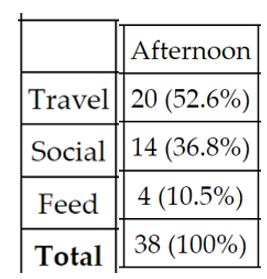 Afternoon
Travel 20 (52.6%)
Social 14 (36.8%)
Feed 4 (10.5%)
Total 38 (100%)